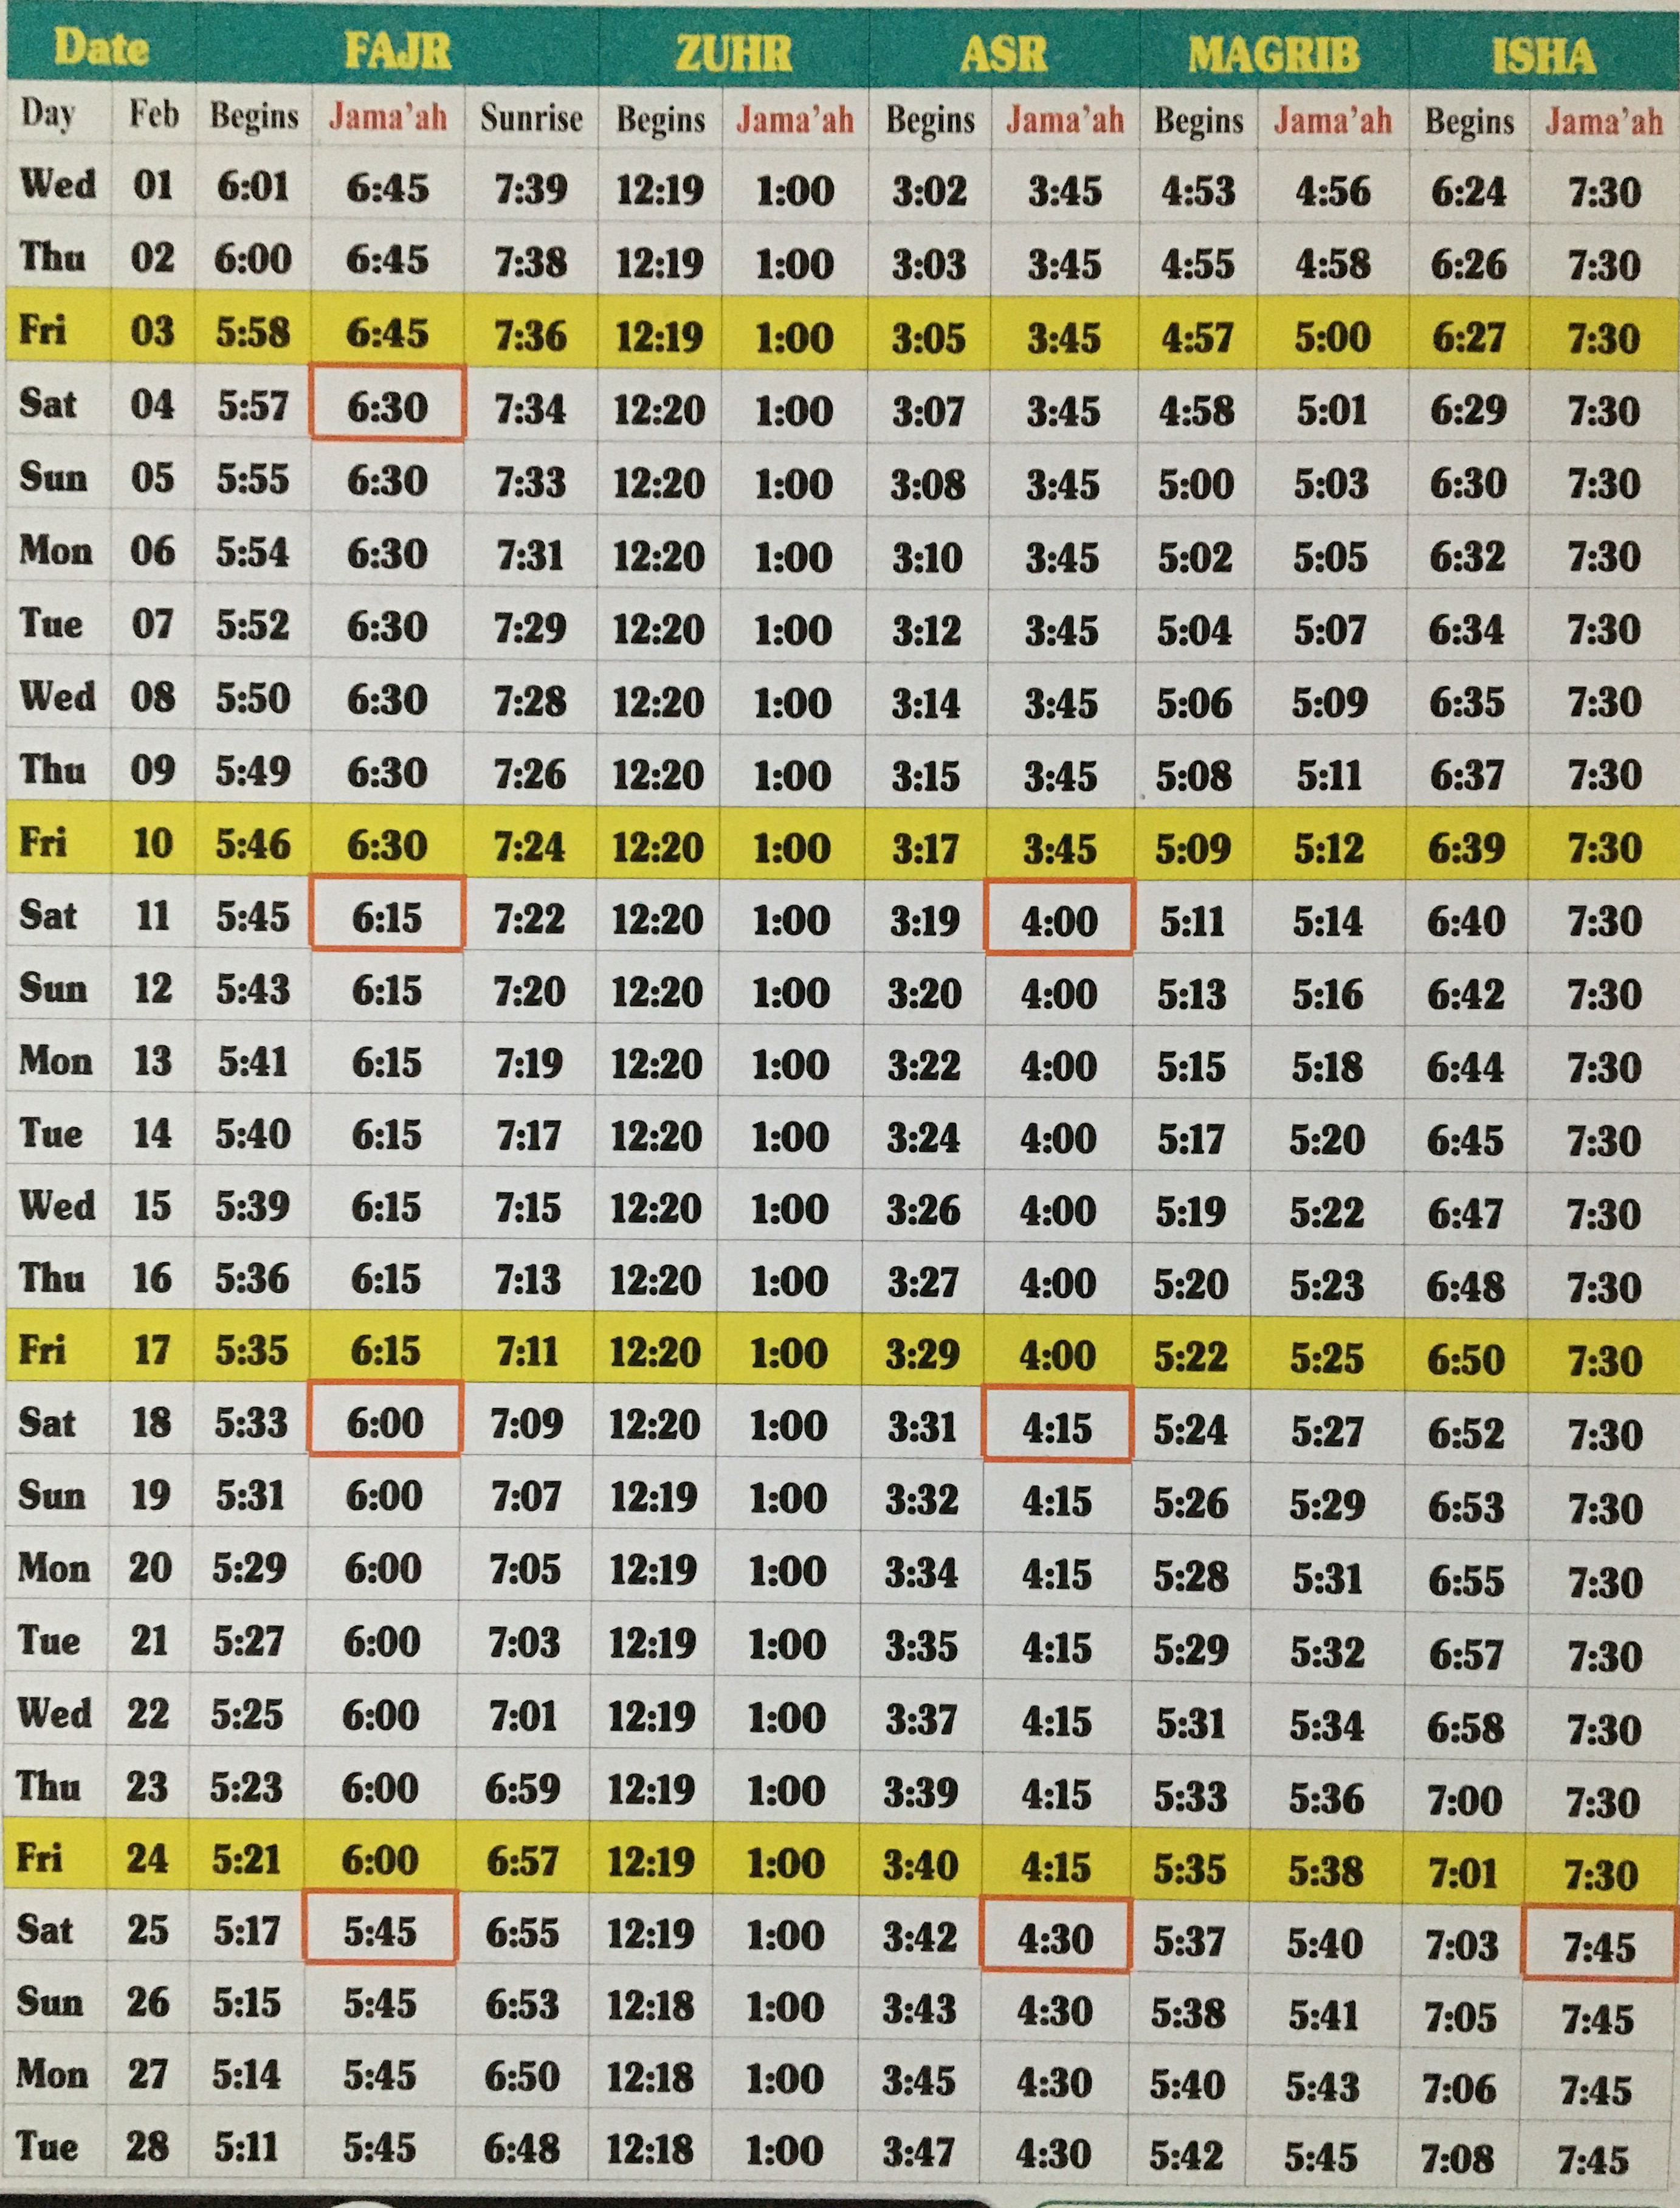 Date FAJR ZUHR ASR MAGRIB ISHA
Day Feb Begins Jama'ah Sunrise Begins Jama'ah Begins Jama'ah Begins Jama'ah Begins Jama'ah
Wed 01 6:01 6:45 7:39 12:19 1:00 3:02 3:45 4:53 4:56 6:24 7:30
Thu 02 6:00 6:45 7:38 12:19 1:00 3:03 3:45 4:55 4:58 6:26 7:30
Fri 03 5:58 6:45 7:36 12:19 1:00 3:05 3:45 4:57 5:00 6:27 7:30
Sat 04 5:57 6:30 7:34 12:20 1:00 3:07 3:45 4:58 5:01 6:29 7:30
Sun 05 5:55 6:30 7:33 12:20 1:00 3:08 3:45 5:00 5:03 6:30 7:30
Mon 06 5:54 6:30 7:31 12:20 1:00 3:10 3:45 5:02 5:05 6:32 7:30
Tue 07 5:52 6:30 7:29 12:20 1:00 3:12 3:45 5:04 5:07 6:34 7:30
Wed 08 5:50 6:30 7:28 12:20 1:00 3:14 3:45 5:06 5:09 6:35 7:30
Thu 09 5:49 6:30 7:26 12:20 1:00 3:15 3:45 5:08 5:11 6:37 7:30
Fri 10 5:46 6:30 7:24 12:20 1:00 3:17 3:45 5:09 5:12 6:39 7:30
Sat 11 5:45 6:15 7:22 12:20 1:00 3:19 4:00 5:11 5:14 6:40 7:30
Sun 12 5:43 6:15 7:20 12:20 1:00 3:20 4:00 5:13 5:16 6:42 7:30
Mon 13 5:41 6:15 7:19 12:20 1:00 3:22 4:00 5:15 5:18 6:44 7:30
Tue 14 5:40 6:15 7:17 12:20 1:00 3:24 4:00 5:17 5:20 6:45 7:30
Wed 15 5:39 6:15 7:15 12:20 1:00 3:26 4:00 5:19 5:22 6:47 7:30
Thu 16 5:36 6:15 7:13 12:20 1:00 3:27 4:00 5:20 5:23 6:48 7:30
Fri 17 5:35 6:15 7:11 12:20 1:00 3:29 4:00 5:22 5:25 6:50 7:30
Sat 18 5:33 6:00 7:09 12:20 1:00 3:31 4:15 5:24 5:27 6:52 7:30
Sun 19 5:31 6:00 7:07 12:19 1:00 3:32 4:15 5:26 5:29 6:53 7:30
Mon 20 5:29 6:00 7:05 12:19 1:00 3:34 4:15 5:28 5:31 6:55 7:30
Tue 21 5:27 6:00 7:03 12:19 1:00 3:35 4:15 5:29 5:32 6:57 7:30
Wed 22 5:25 6:00 7:01 12:19 1:00 3:37 4:15 5:31 5:34 6:58 7:30
Thu 23 5:23 6:00 6:59 12:19 1:00 3:39 4:15 5:33 5:36 7:00 7:30
Fri 24 5:21 6:00 6:57 12:19 1:00 3:40 4:15 5:35 5:38 7:01 7:30
Sat 25 5:17 5:45 6:55 12:19 1:00 3:42 4:30 5:37 5:40 7:03 7:45
Sun 26 5:15 5:45 6:53 12:18 1:00 3:43 4:30 5:38 5:41 7:05 7:45
Mon 27 5:14 5:45 6:50 12:18 1:00 3:45 4:30 5:40 5:43 7:06 7:45
Tue 28 5:11 5:45 6:48 12:18 1:00 3:47 4:30 5:42 5:45 7:08 7:45